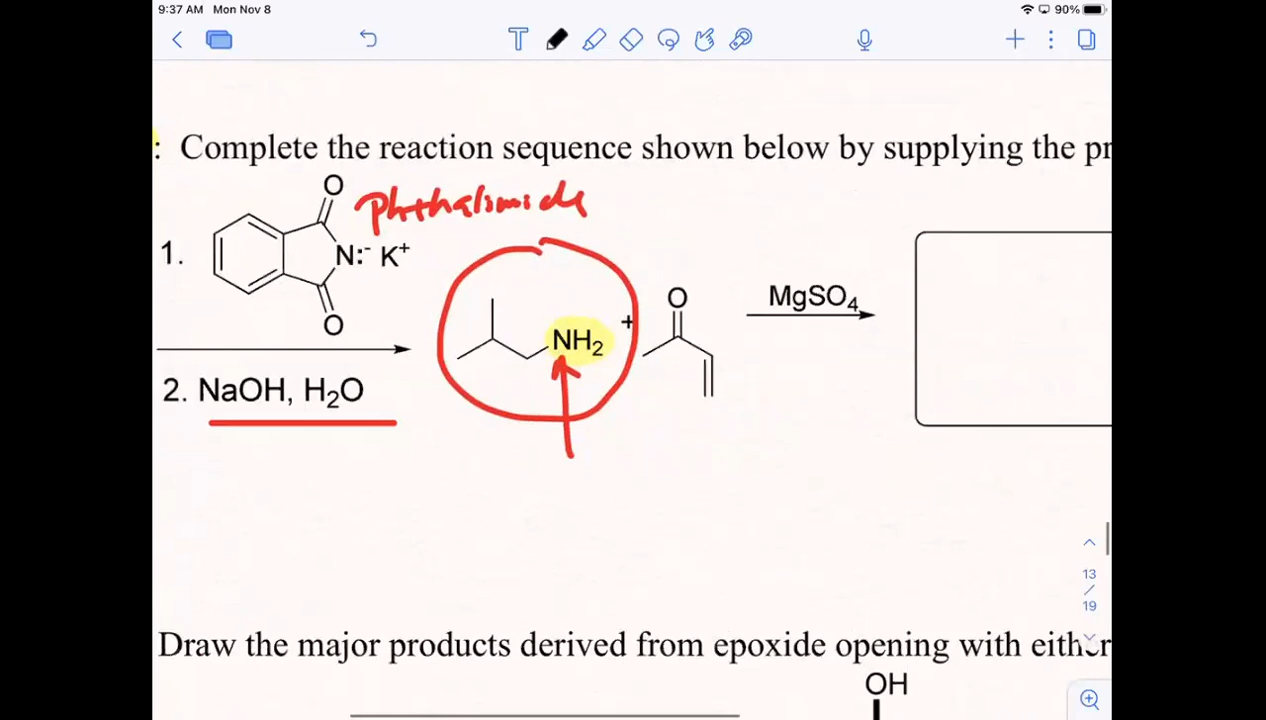 9:37 AM Mon Nov 8
90%
: Complete the reaction sequence shown below by supplying the pr
O
Phthalimide
1.
N:⁻ K⁺
O
NH₂
+
O
MgSO₄
2. NaOH, H₂O
13
/
19
Draw the major products derived from epoxide opening with either
OH